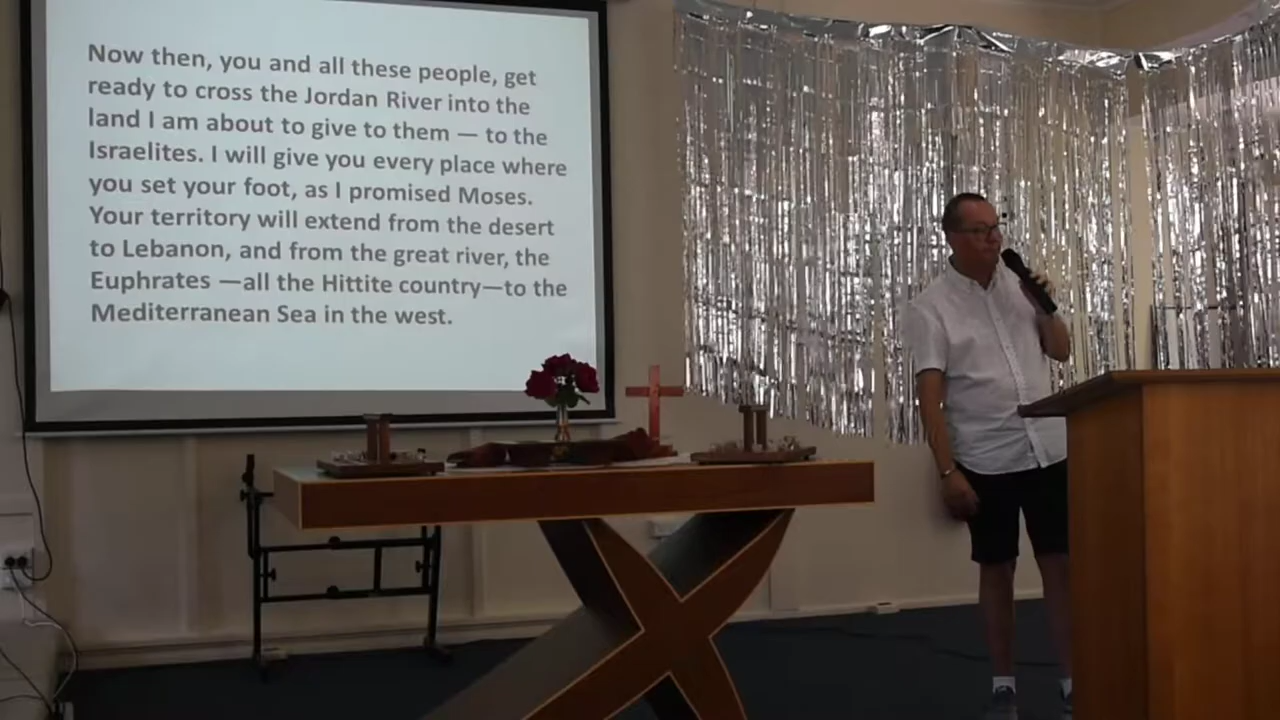 Now then, you and all these people, get
ready to cross the Jordan River into the
land I am about to give to them — to the
Israelites. I will give you every place where
you set your foot, as I promised Moses.
Your territory will extend from the desert
to Lebanon, and from the great river, the
Euphrates —all the Hittite country—to the
Mediterranean Sea in the west.